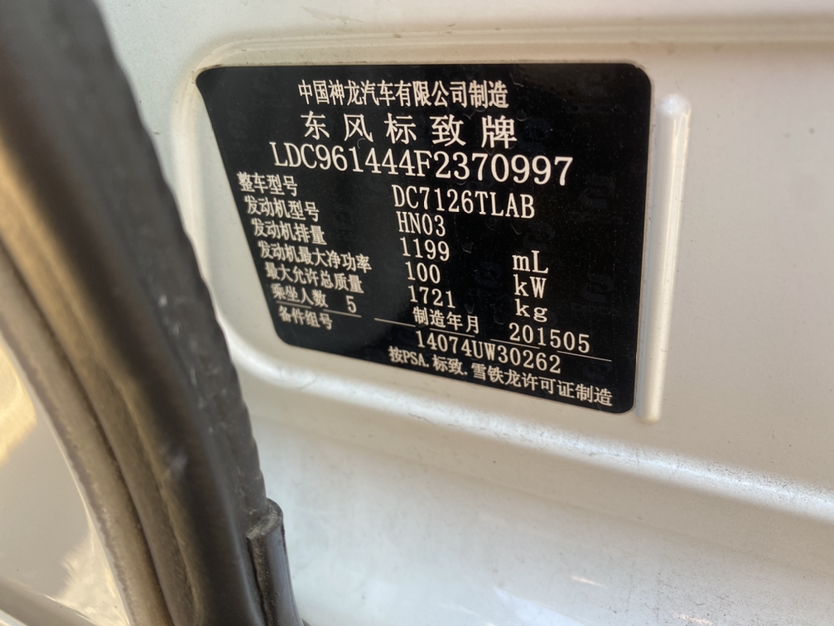 中国神龙汽车有限公司制造
东风标致牌
LDC961444F2370997
整车型号 DC7126TLAB
发动机型号 HN03
发动机排量 1199 mL
发动机最大净功率 100 kW
最大允许总质量 1721 kg
乘坐人数 5 制造年月 201505
备件组号 14074UW30262
按PSA.标致.雪铁龙许可证制造